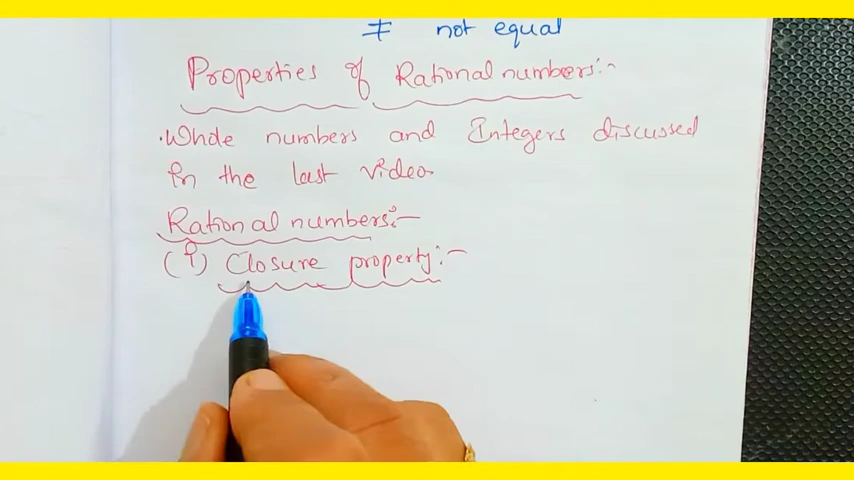 ≠ not equal
Properties of Rational numbers:-
.Whole numbers and Integers discussed
in the last video
Rational numbers:-
(i) Closure property:-